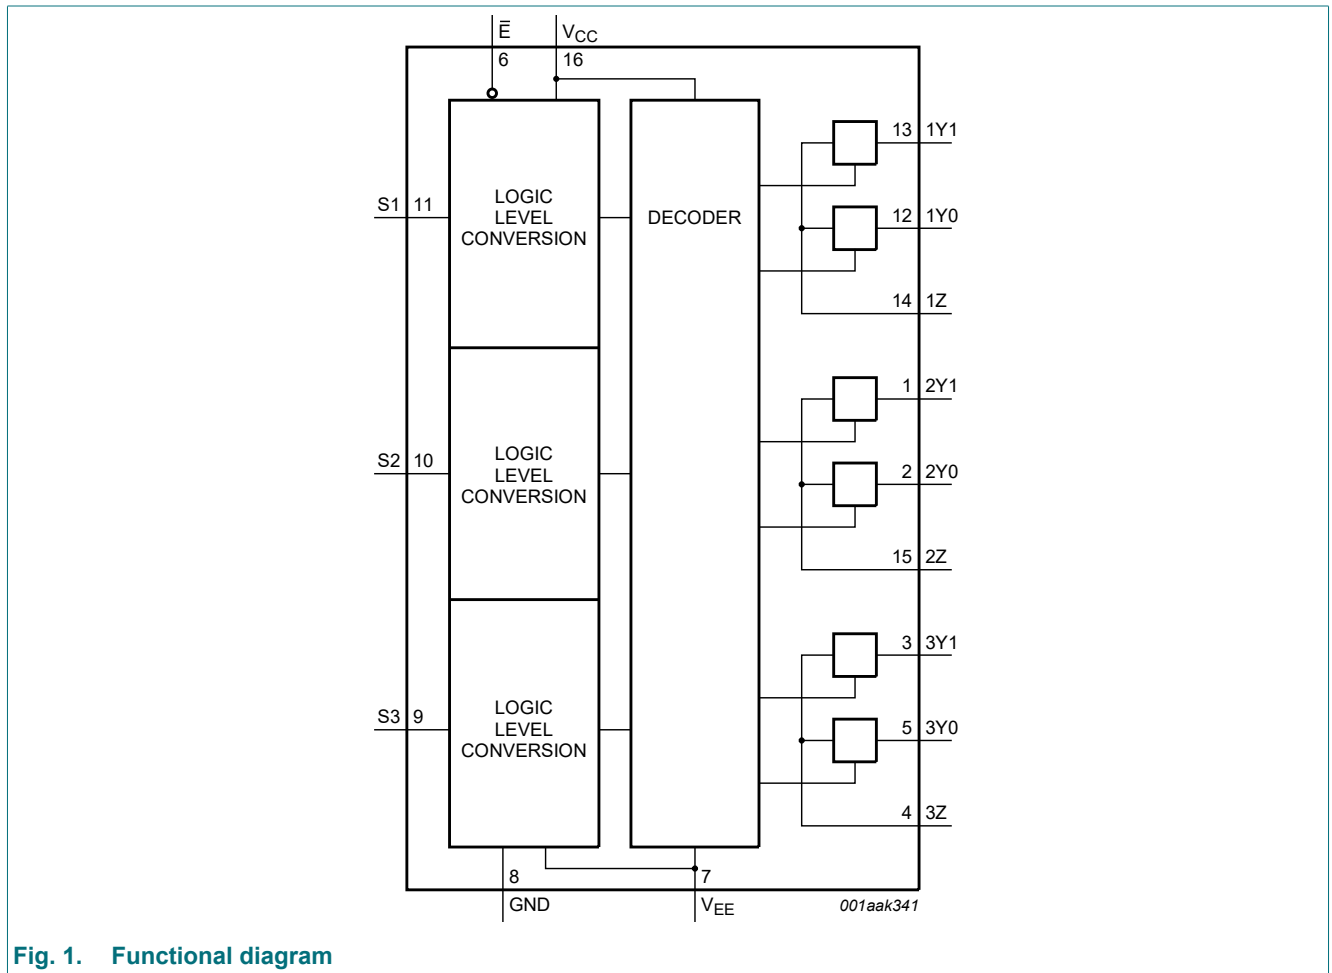 E̅ VCC
6 16
13 1Y1
LOGIC
LEVEL
CONVERSION
S1 11
DECODER
12 1Y0
14 1Z
1 2Y1
LOGIC
LEVEL
CONVERSION
S2 10
2 2Y0
15 2Z
3 3Y1
LOGIC
LEVEL
CONVERSION
S3 9
5 3Y0
4 3Z
8 7
GND VEE 001aak341
Fig. 1. Functional diagram